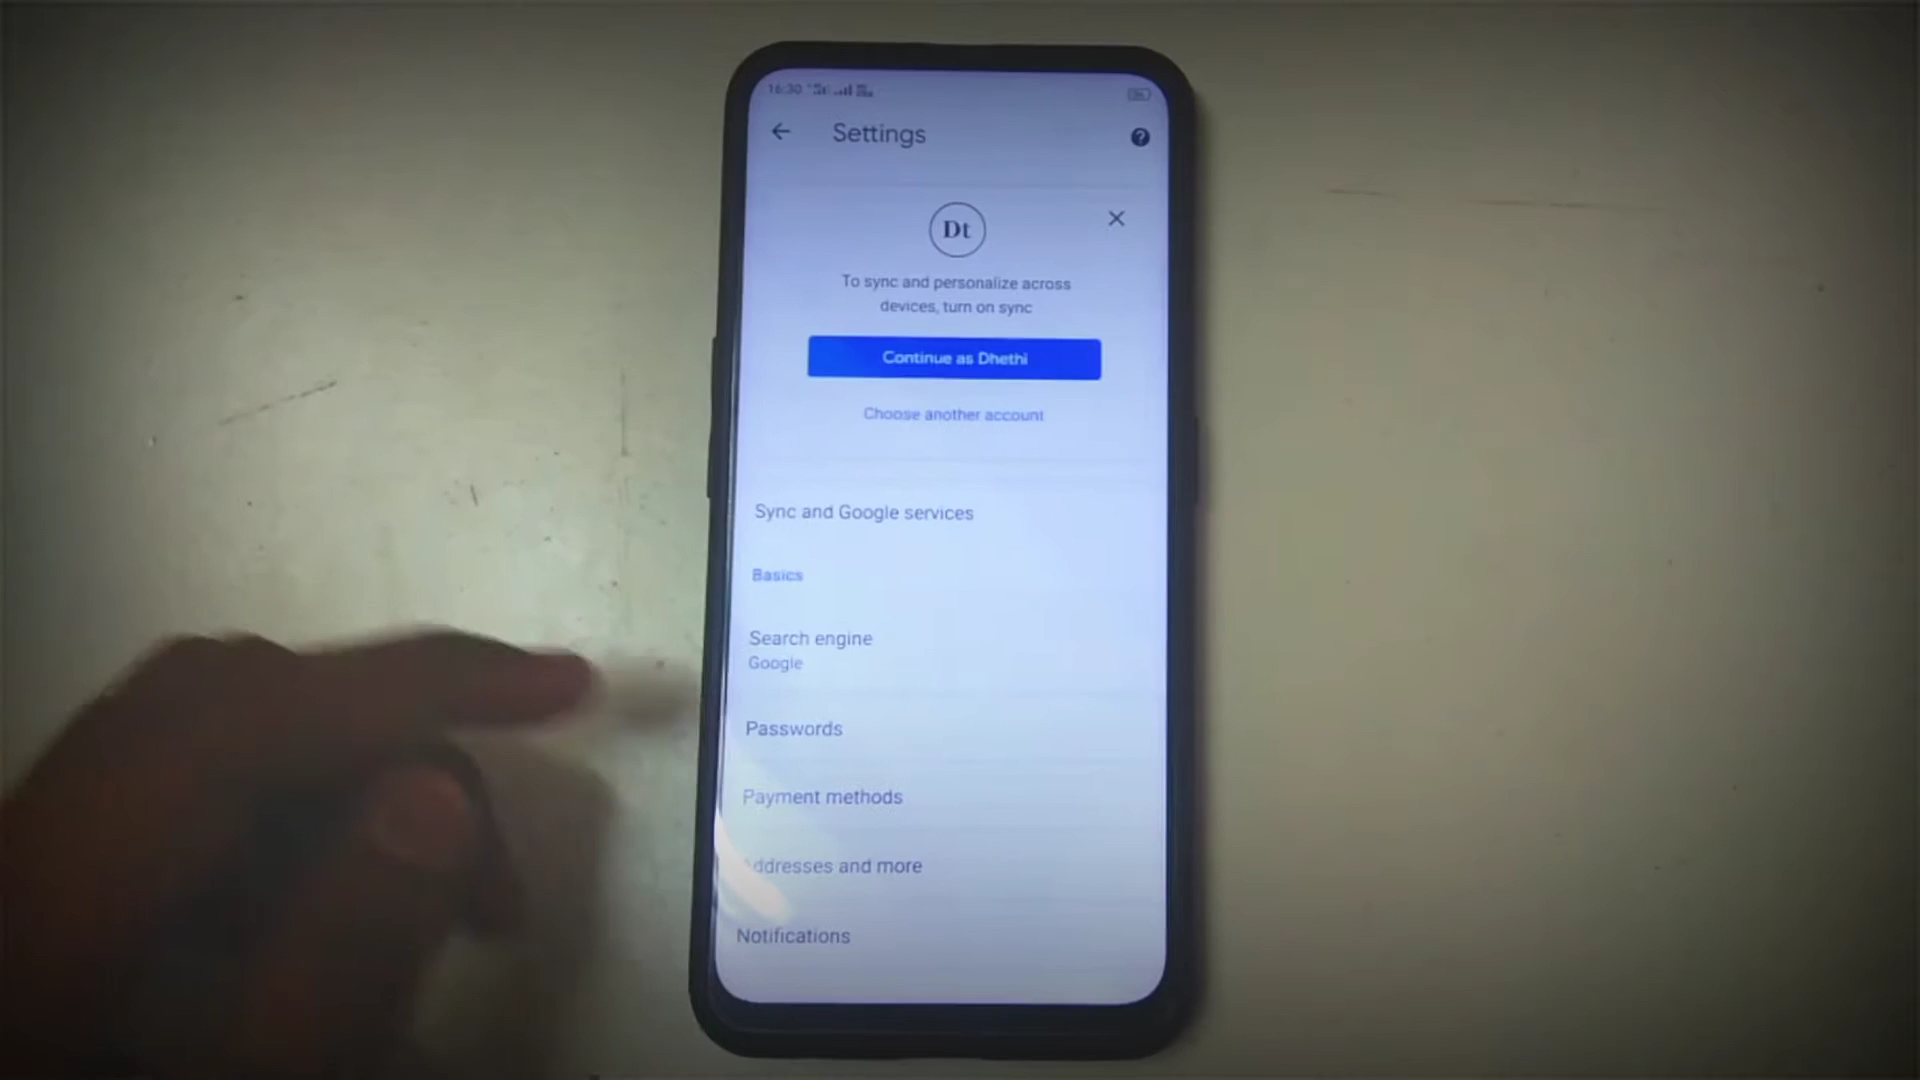 16:30
Settings
Dt
To sync and personalize across
devices, turn on sync
Continue as Dhethi
Choose another account
Sync and Google services
Basics
Search engine
Google
Passwords
Payment methods
ddresses and more
Notifications